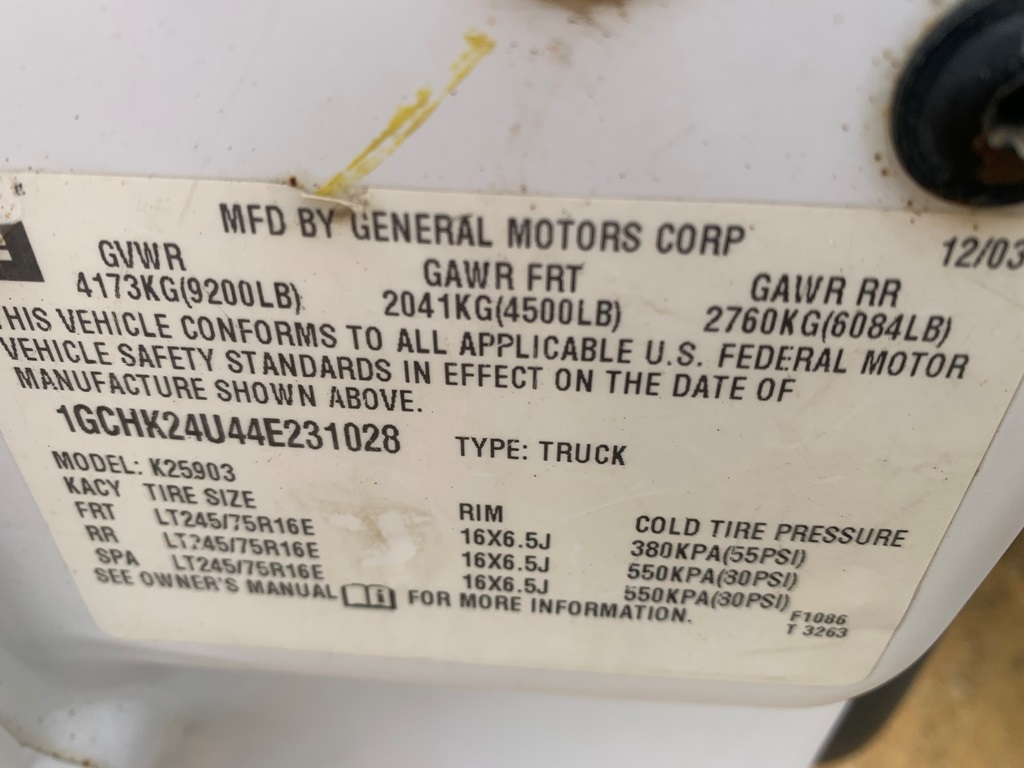 MFD BY GENERAL MOTORS CORP 12/03
GVWR GAWR FRT GAWR RR
4173KG(9200LB) 2041KG(4500LB) 2760KG(6084LB)
THIS VEHICLE CONFORMS TO ALL APPLICABLE U.S. FEDERAL MOTOR
VEHICLE SAFETY STANDARDS IN EFFECT ON THE DATE OF
MANUFACTURE SHOWN ABOVE.
1GCHK24U44E231028 TYPE: TRUCK
MODEL: K25903
KACY TIRE SIZE RIM COLD TIRE PRESSURE
FRT LT245/75R16E 16X6.5J 380KPA(55PSI)
RR LT245/75R16E 16X6.5J 550KPA(80PSI)
SPA LT245/75R16E 16X6.5J 550KPA(80PSI)
SEE OWNER'S MANUAL FOR MORE INFORMATION.
F1086
T 3263